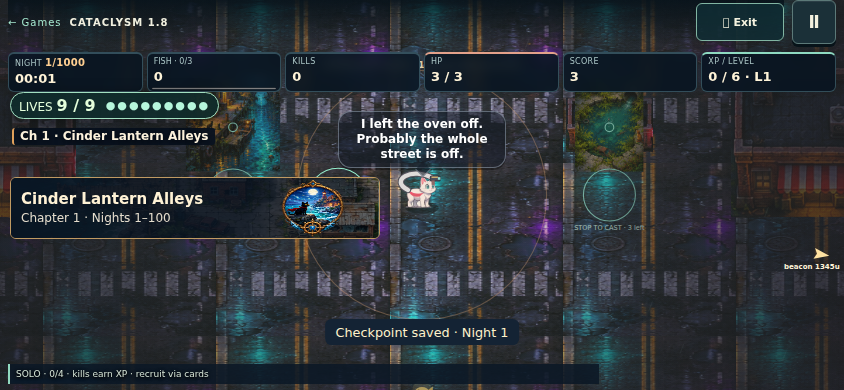 ← Games CATACLYSM 1.8
Exit
NIGHT 1/1000
00:01
FISH · 0/3
0
KILLS
0
HP
3 / 3
SCORE
3
XP / LEVEL
0 / 6 · L1
LIVES 9 / 9
Ch 1 · Cinder Lantern Alleys
I left the oven off.
Probably the whole
street is off.
Cinder Lantern Alleys
Chapter 1 · Nights 1–100
STOP TO CAST · 3 left
beacon 1345u
Checkpoint saved · Night 1
SOLO · 0/4 · kills earn XP · recruit via cards